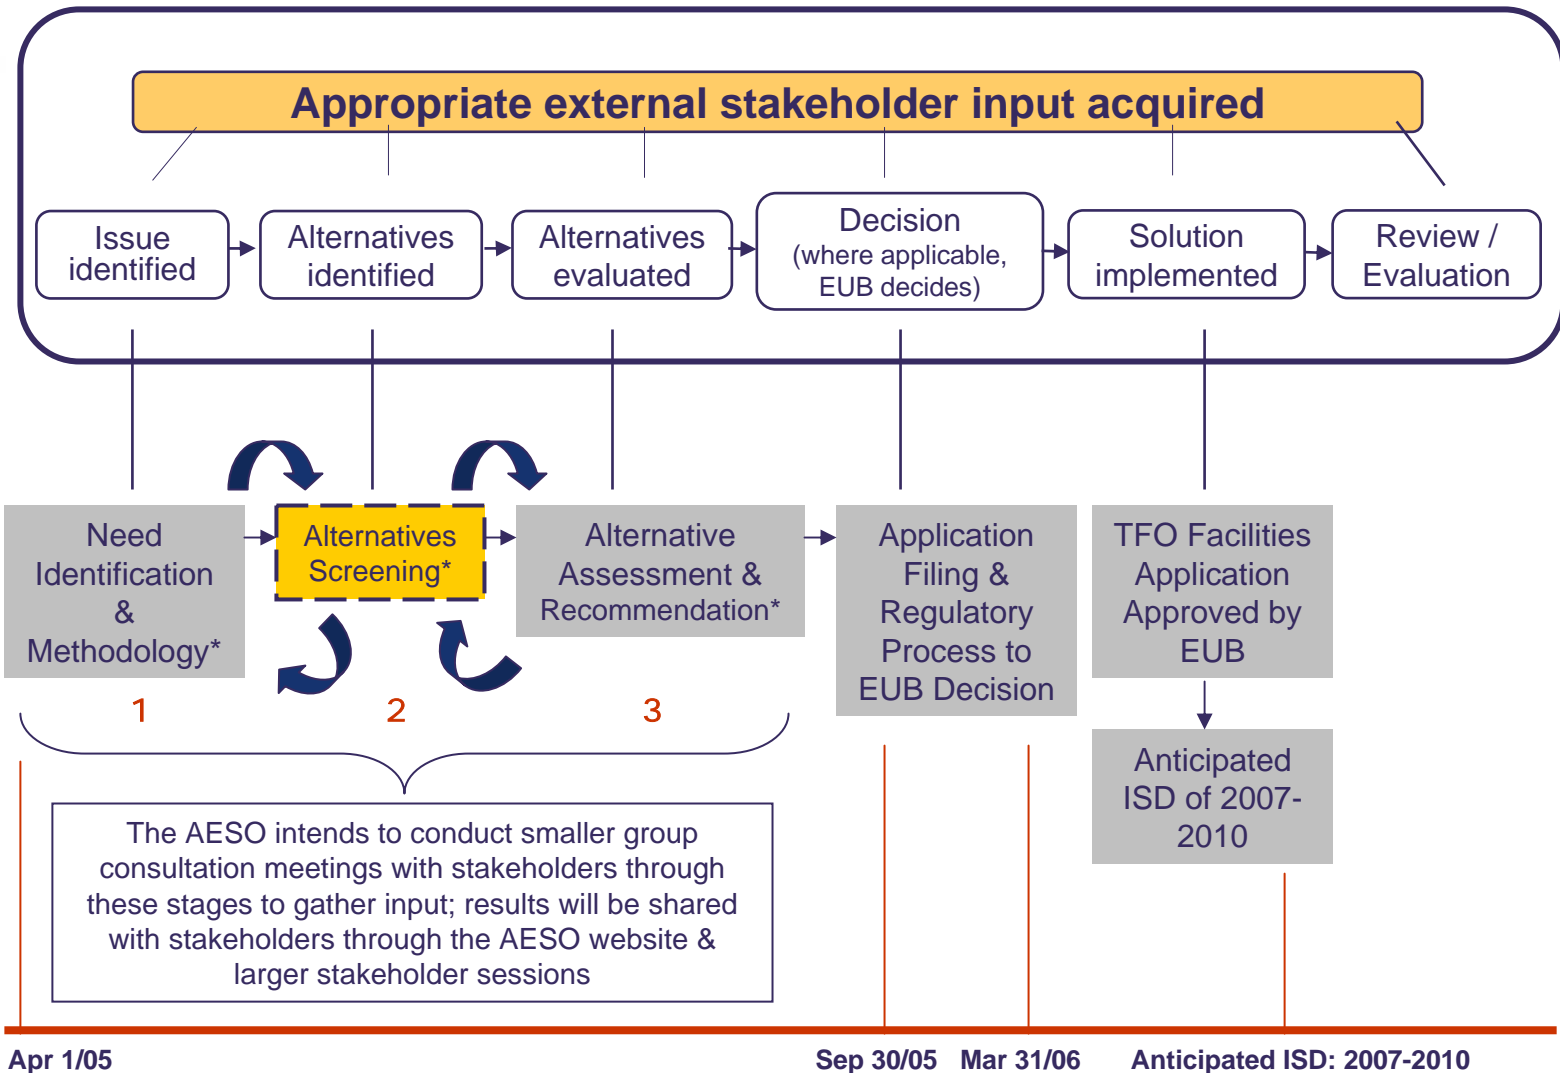 Appropriate external stakeholder input acquired
Issue
identified
Alternatives
identified
Alternatives
evaluated
Decision
(where applicable,
EUB decides)
Solution
implemented
Review /
Evaluation
Need
Identification
&
Methodology*
Alternatives
Screening*
Alternative
Assessment &
Recommendation*
Application
Filing &
Regulatory
Process to
EUB Decision
TFO Facilities
Application
Approved by
EUB
1
2
3
Anticipated
ISD of 2007-
2010
The AESO intends to conduct smaller group
consultation meetings with stakeholders through
these stages to gather input; results will be shared
with stakeholders through the AESO website &
larger stakeholder sessions
Apr 1/05
Sep 30/05
Mar 31/06
Anticipated ISD: 2007-2010